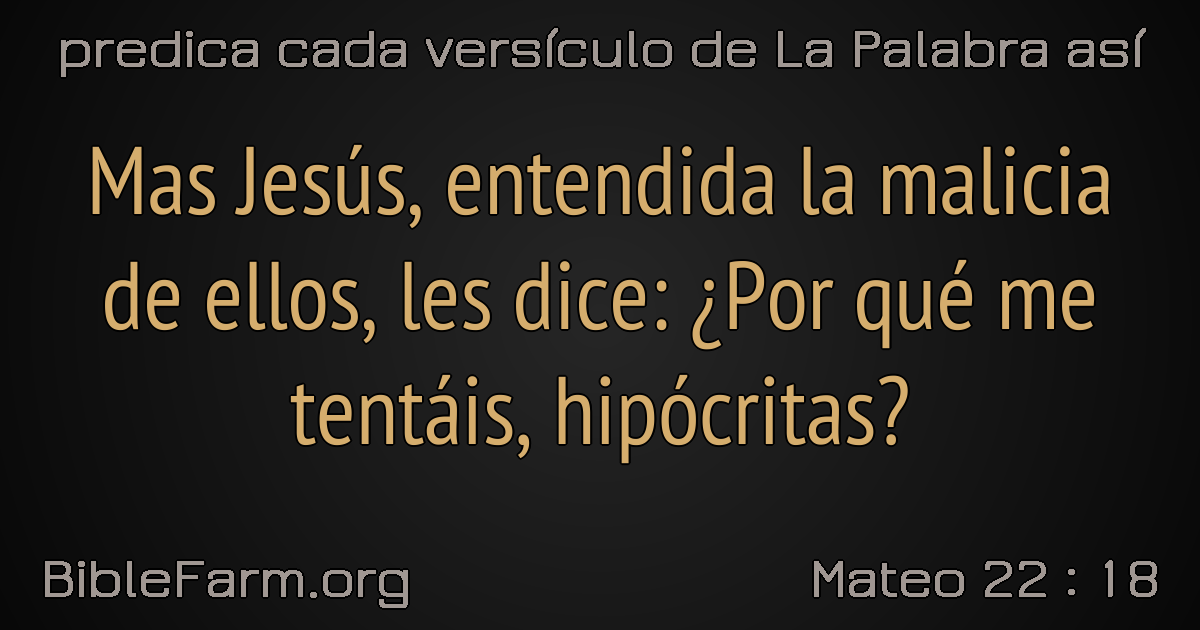 predica cada versículo de La Palabra así
Mas Jesús, entendida la malicia
de ellos, les dice: ¿Por qué me
tentáis, hipócritas?
BibleFarm.org
Mateo 22 : 18